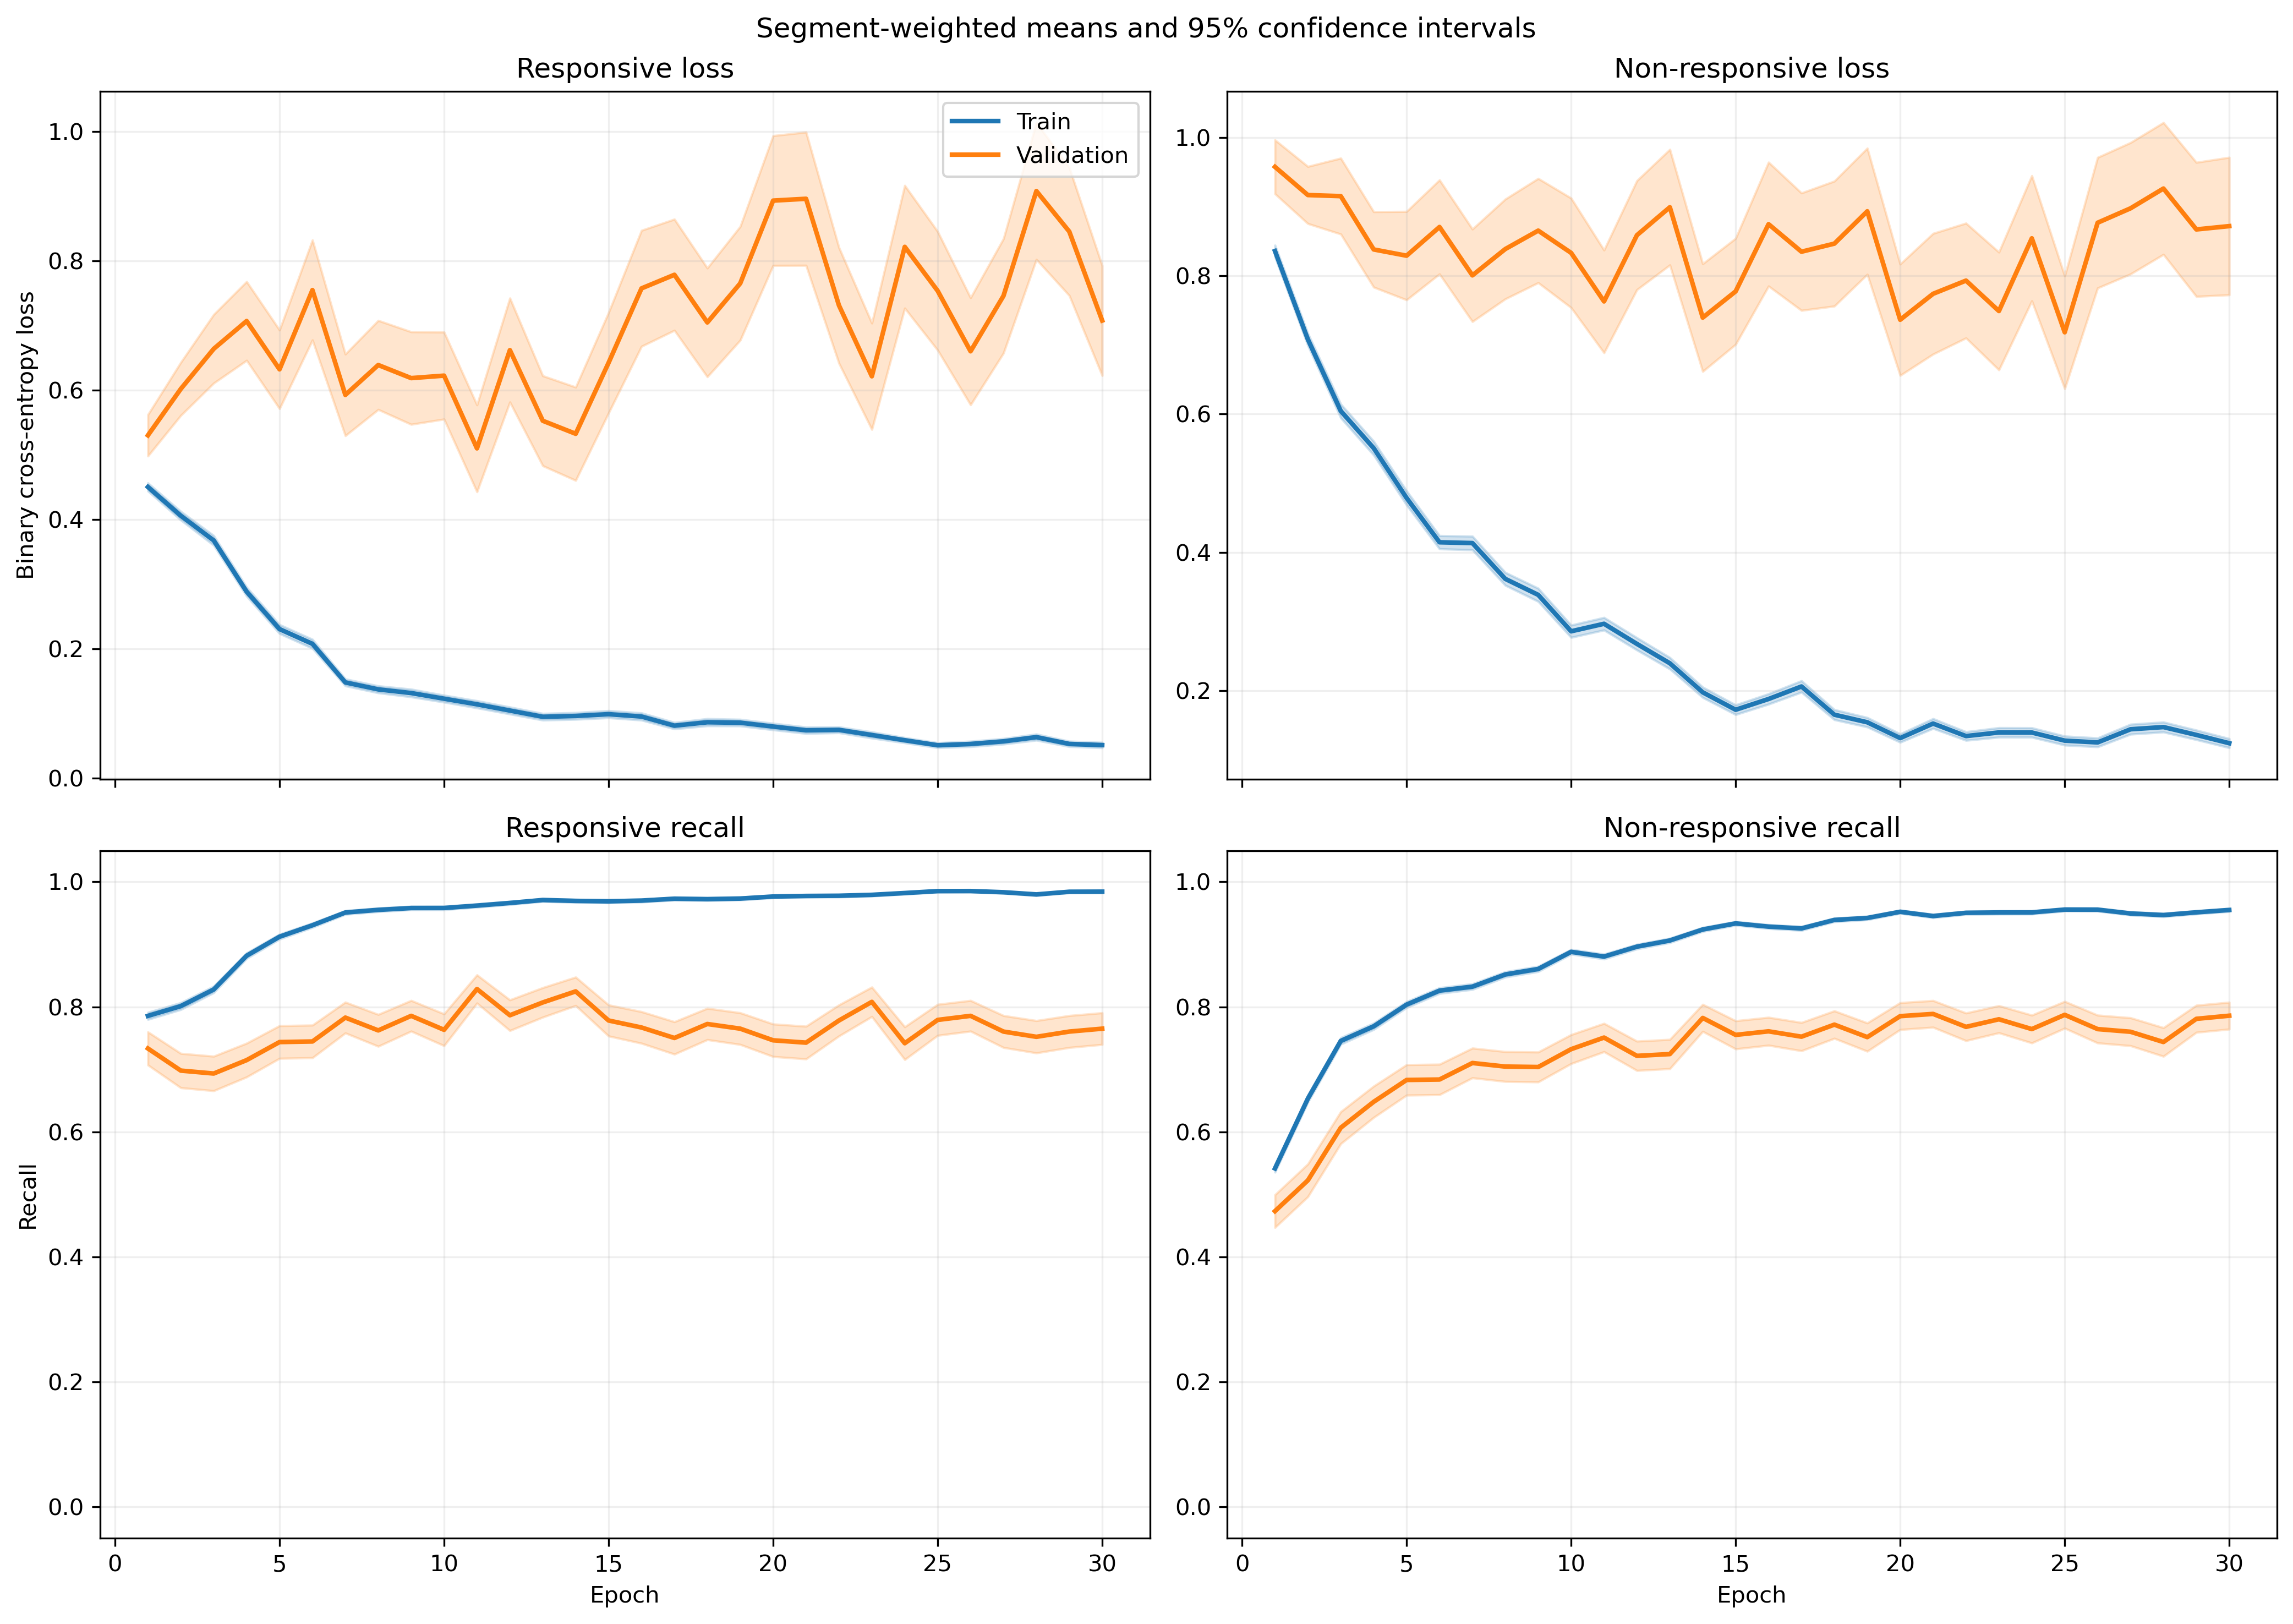 Segment-weighted means and 95% confidence intervals
Responsive loss
Non-responsive loss
Train
Validation
Binary cross-entropy loss
1.0
0.8
0.6
0.4
0.2
0.0
1.0
0.8
0.6
0.4
0.2
Responsive recall
Non-responsive recall
Recall
1.0
0.8
0.6
0.4
0.2
0.0
0 5 10 15 20 25 30
Epoch
1.0
0.8
0.6
0.4
0.2
0.0
0 5 10 15 20 25 30
Epoch